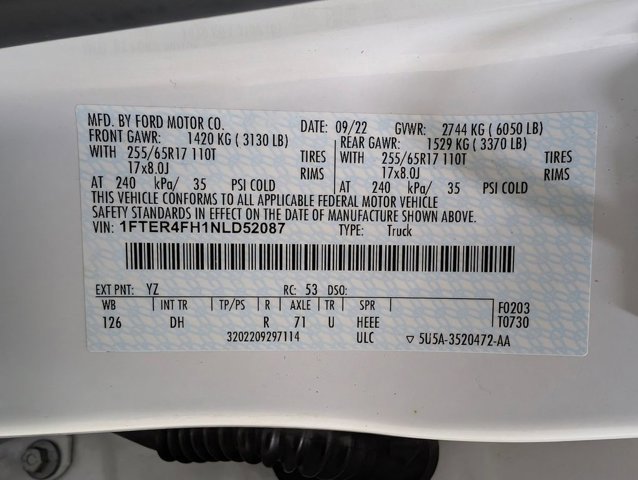 MFD. BY FORD MOTOR CO. DATE: 09/22 GVWR: 2744 KG ( 6050 LB)
FRONT GAWR: 1420 KG ( 3130 LB) REAR GAWR: 1529 KG ( 3370 LB)
WITH 255/65R17 110T TIRES WITH 255/65R17 110T TIRES
17x8.0J RIMS 17x8.0J RIMS
AT 240 kPa/ 35 PSI COLD AT 240 kPa/ 35 PSI COLD
THIS VEHICLE CONFORMS TO ALL APPLICABLE FEDERAL MOTOR VEHICLE
SAFETY STANDARDS IN EFFECT ON THE DATE OF MANUFACTURE SHOWN ABOVE.
VIN: 1FTER4FH1NLD52087 TYPE: Truck
EXT PNT: YZ RC: 53 DSO:
WB INT TR TP/PS R AXLE TR SPR F0203
126 DH R 71 U HEEE T0730
3202209297114 ULC ▽ 5U5A-3520472-AA